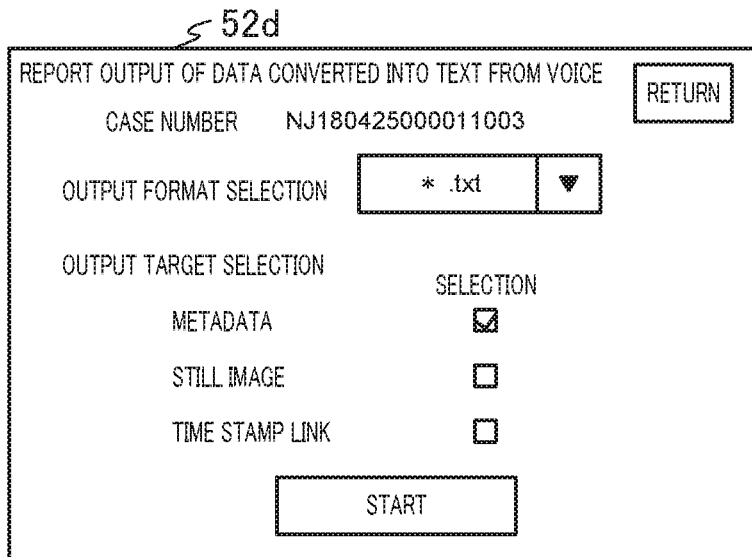 52d
REPORT OUTPUT OF DATA CONVERTED INTO TEXT FROM VOICE
RETURN
CASE NUMBER NJ180425000011003
OUTPUT FORMAT SELECTION * .txt ▼
OUTPUT TARGET SELECTION
SELECTION
METADATA
STILL IMAGE
TIME STAMP LINK
START